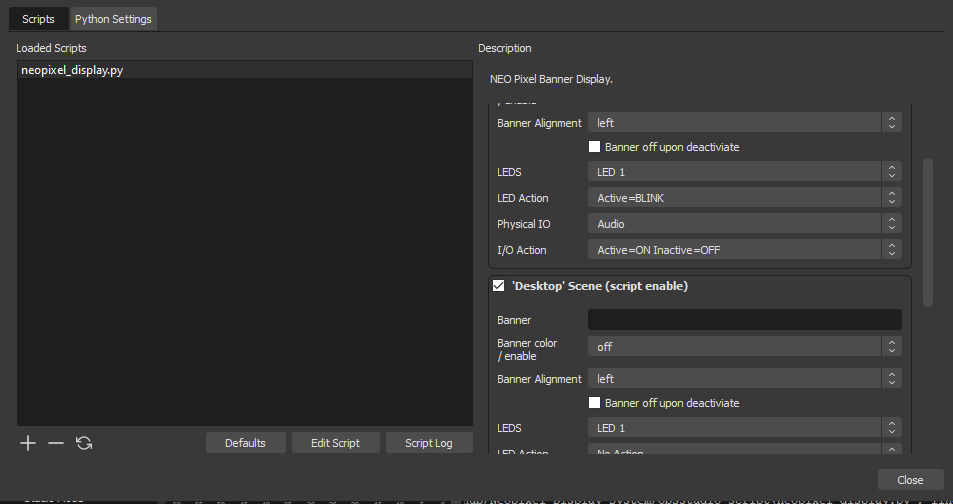 Scripts
Python Settings
Loaded Scripts
neopixel_display.py
Defaults
Edit Script
Script Log
Description
NEO Pixel Banner Display.
/ enable
Banner Alignment
left
Banner off upon deactiviate
LEDS
LED 1
LED Action
Active=BLINK
Physical IO
Audio
I/O Action
Active=ON Inactive=OFF
'Desktop' Scene (script enable)
Banner
Banner color
/ enable
off
Banner Alignment
left
Banner off upon deactiviate
LEDS
LED 1
LED Action
No Action
Close